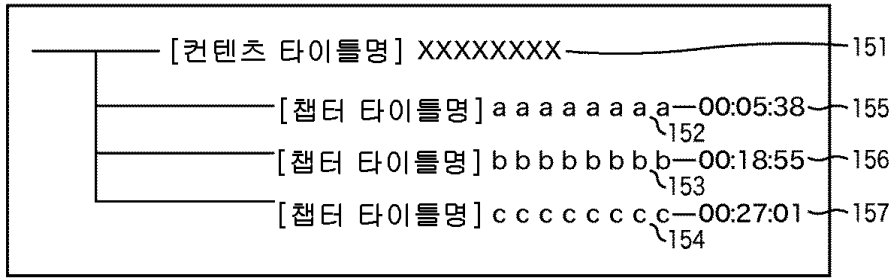 [컨텐츠 타이틀명] XXXXXXXX 151
[챕터 타이틀명] a a a a a a a a—00:05:38 155
152
[챕터 타이틀명] b b b b b b b b—00:18:55 156
153
[챕터 타이틀명] c c c c c c c c—00:27:01 157
154